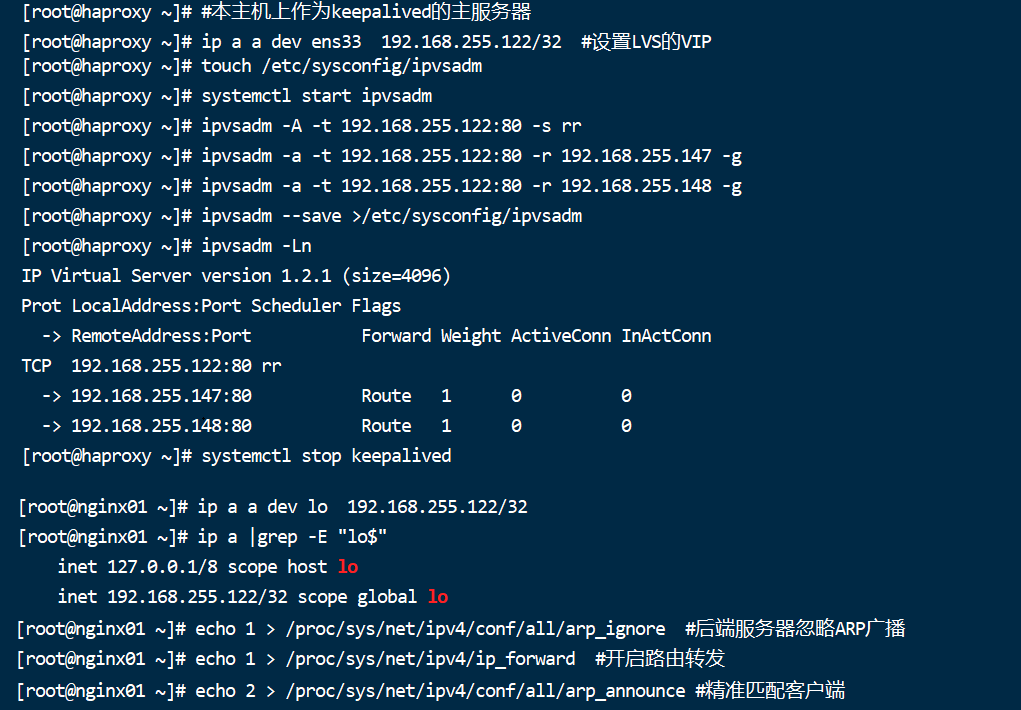 [root@haproxy ~]# #本主机上作为keepalived的主服务器
[root@haproxy ~]# ip a a dev ens33  192.168.255.122/32  #设置LVS的VIP
[root@haproxy ~]# touch /etc/sysconfig/ipvsadm
[root@haproxy ~]# systemctl start ipvsadm
[root@haproxy ~]# ipvsadm -A -t 192.168.255.122:80 -s rr
[root@haproxy ~]# ipvsadm -a -t 192.168.255.122:80 -r 192.168.255.147 -g
[root@haproxy ~]# ipvsadm -a -t 192.168.255.122:80 -r 192.168.255.148 -g
[root@haproxy ~]# ipvsadm --save >/etc/sysconfig/ipvsadm
[root@haproxy ~]# ipvsadm -Ln
IP Virtual Server version 1.2.1 (size=4096)
Prot LocalAddress:Port Scheduler Flags
  -> RemoteAddress:Port           Forward Weight ActiveConn InActConn
TCP  192.168.255.122:80 rr
  -> 192.168.255.147:80           Route   1      0          0
  -> 192.168.255.148:80           Route   1      0          0
[root@haproxy ~]# systemctl stop keepalived
[root@nginx01 ~]# ip a a dev lo  192.168.255.122/32
[root@nginx01 ~]# ip a |grep -E "lo$"
    inet 127.0.0.1/8 scope host lo
    inet 192.168.255.122/32 scope global lo
[root@nginx01 ~]# echo 1 > /proc/sys/net/ipv4/conf/all/arp_ignore  #后端服务器忽略ARP广播
[root@nginx01 ~]# echo 1 > /proc/sys/net/ipv4/ip_forward  #开启路由转发
[root@nginx01 ~]# echo 2 > /proc/sys/net/ipv4/conf/all/arp_announce #精准匹配客户端